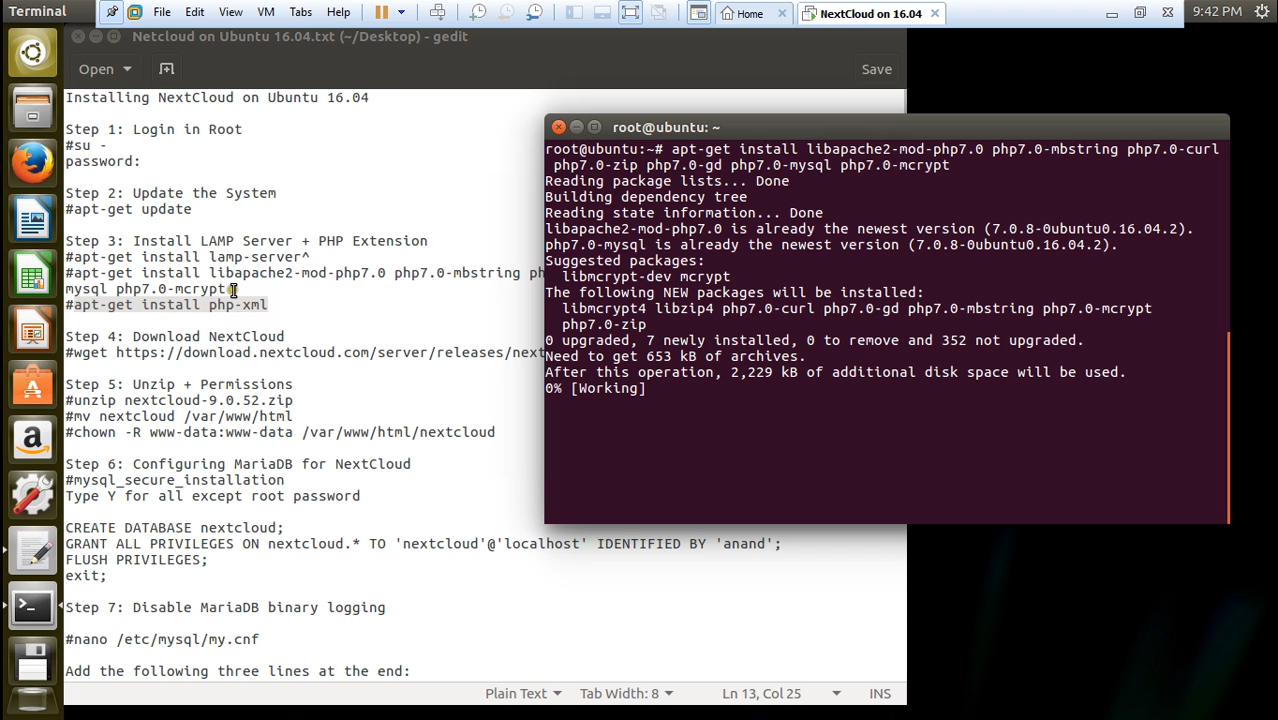 Terminal
File Edit View VM Tabs Help
Home
NextCloud on 16.04
9:42 PM
Netcloud on Ubuntu 16.04.txt (~/Desktop) - gedit
Open
Save
Installing NextCloud on Ubuntu 16.04
Step 1: Login in Root
#su -
password:
Step 2: Update the System
#apt-get update
Step 3: Install LAMP Server + PHP Extension
#apt-get install lamp-server^
#apt-get install libapache2-mod-php7.0 php7.0-mbstring ph
mysql php7.0-mcrypt
#apt-get install php-xml
Step 4: Download NextCloud
#wget https://download.nextcloud.com/server/releases/next
Step 5: Unzip + Permissions
#unzip nextcloud-9.0.52.zip
#mv nextcloud /var/www/html
#chown -R www-data:www-data /var/www/html/nextcloud
Step 6: Configuring MariaDB for NextCloud
#mysql_secure_installation
Type Y for all except root password
CREATE DATABASE nextcloud;
GRANT ALL PRIVILEGES ON nextcloud.* TO 'nextcloud'@'localhost' IDENTIFIED BY 'anand';
FLUSH PRIVILEGES;
exit;
Step 7: Disable MariaDB binary logging
#nano /etc/mysql/my.cnf
Add the following three lines at the end:
Plain Text Tab Width: 8 Ln 13, Col 25 INS
root@ubuntu: ~
root@ubuntu:~# apt-get install libapache2-mod-php7.0 php7.0-mbstring php7.0-curl
php7.0-zip php7.0-gd php7.0-mysql php7.0-mcrypt
Reading package lists... Done
Building dependency tree
Reading state information... Done
libapache2-mod-php7.0 is already the newest version (7.0.8-0ubuntu0.16.04.2).
php7.0-mysql is already the newest version (7.0.8-0ubuntu0.16.04.2).
Suggested packages:
libmcrypt-dev mcrypt
The following NEW packages will be installed:
libmcrypt4 libzip4 php7.0-curl php7.0-gd php7.0-mbstring php7.0-mcrypt
php7.0-zip
0 upgraded, 7 newly installed, 0 to remove and 352 not upgraded.
Need to get 653 kB of archives.
After this operation, 2,229 kB of additional disk space will be used.
0% [Working]